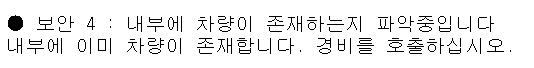 ● 보안 4 : 내부에 차량이 존재하는지 파악중입니다
내부에 이미 차량이 존재합니다. 경비를 호출하십시오.